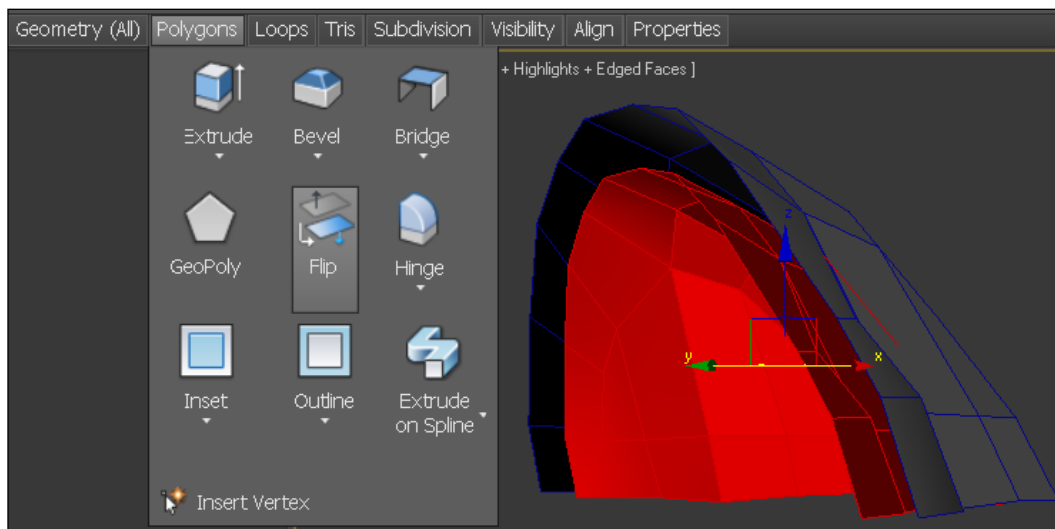 Geometry (All) Polygons Loops Tris Subdivision Visibility Align Properties
+ Highlights + Edged Faces ]
Extrude Bevel Bridge
GeoPoly Flip Hinge
Inset Outline Extrude
on Spline
Insert Vertex
z
y x